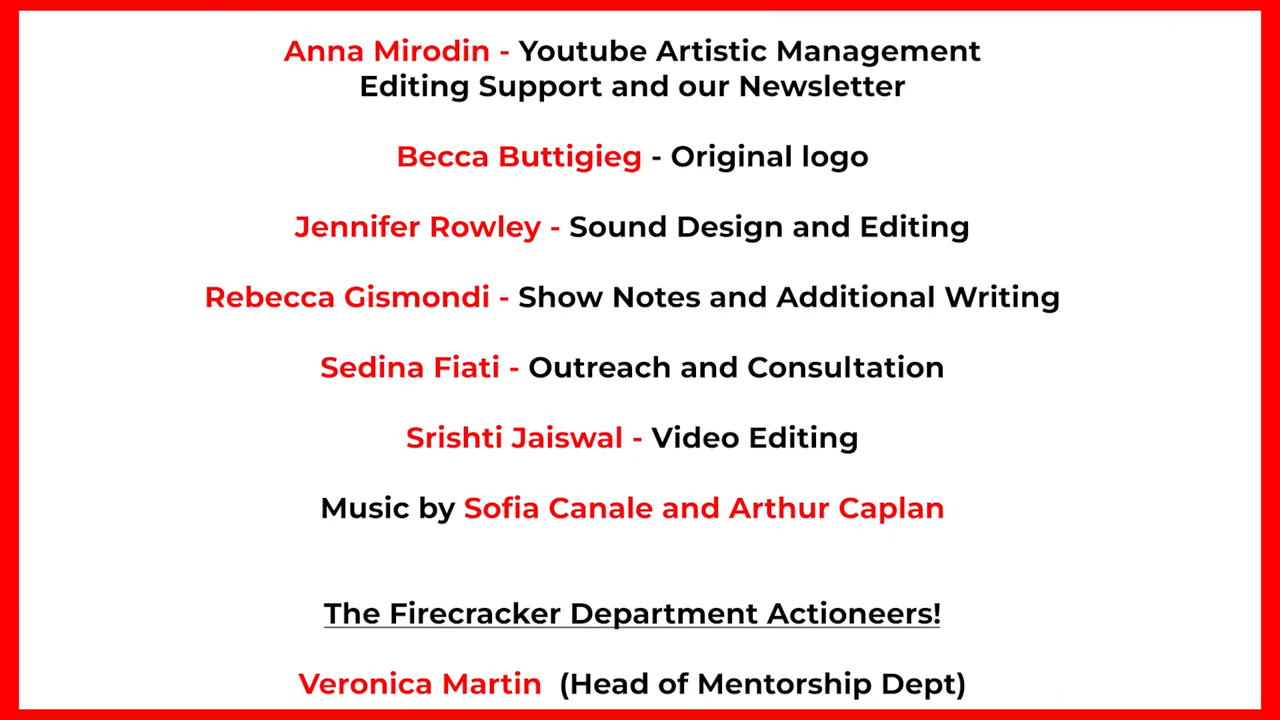 Anna Mirodin - Youtube Artistic Management
Editing Support and our Newsletter
Becca Buttigieg - Original logo
Jennifer Rowley - Sound Design and Editing
Rebecca Gismondi - Show Notes and Additional Writing
Sedina Fiati - Outreach and Consultation
Srishti Jaiswal - Video Editing
Music by Sofia Canale and Arthur Caplan
The Firecracker Department Actioneers!
Veronica Martin (Head of Mentorship Dept)